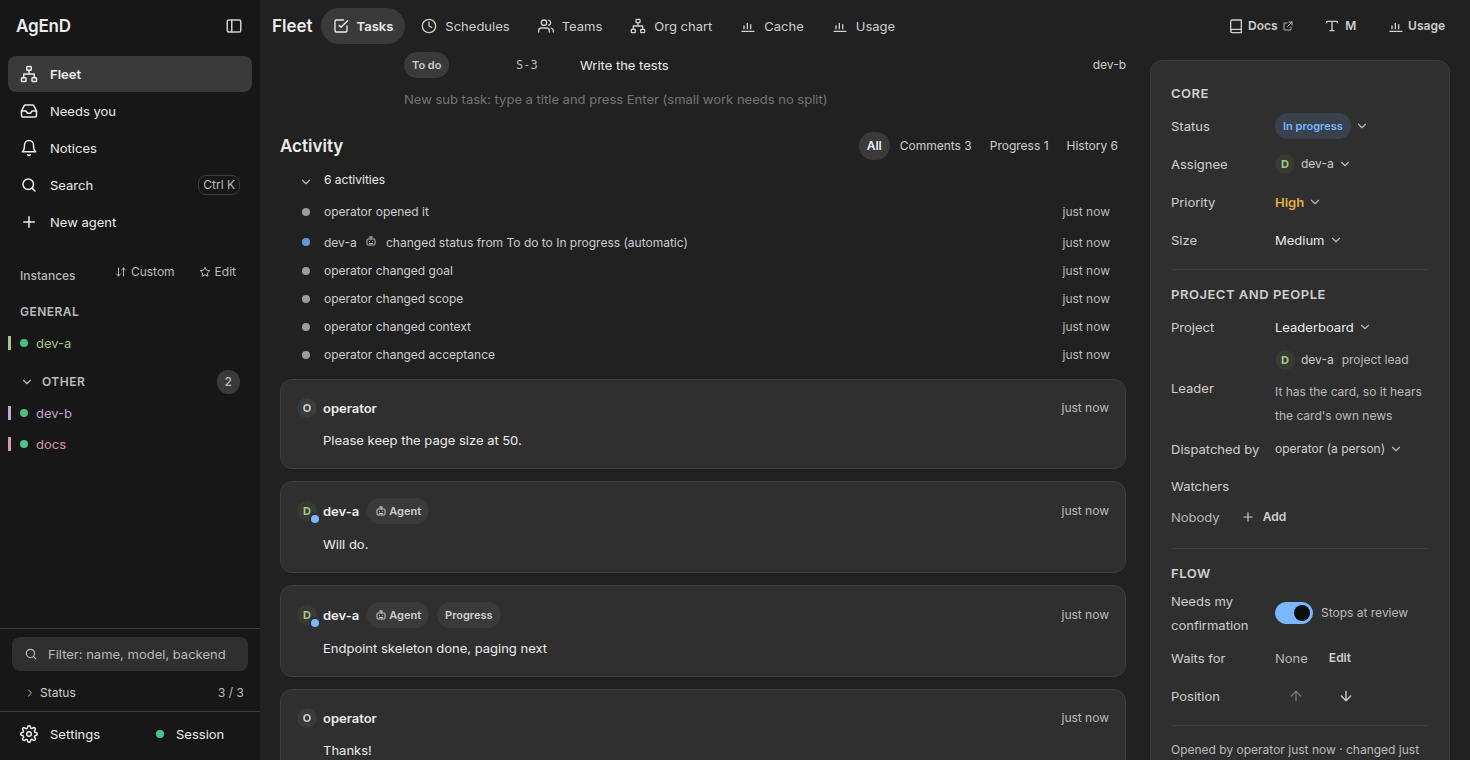 AgEnD
Fleet
Needs you
Notices
Search Ctrl K
New agent
Instances Custom Edit
GENERAL
dev-a
OTHER 2
dev-b
docs
Filter: name, model, backend
Status 3 / 3
Settings Session
Fleet Tasks Schedules Teams Org chart Cache Usage Docs M Usage
To do S-3 Write the tests dev-b
New sub task: type a title and press Enter (small work needs no split)
Activity All Comments 3 Progress 1 History 6
6 activities
operator opened it just now
dev-a changed status from To do to In progress (automatic) just now
operator changed goal just now
operator changed scope just now
operator changed context just now
operator changed acceptance just now
O operator just now
Please keep the page size at 50.
D dev-a Agent just now
Will do.
D dev-a Agent Progress just now
Endpoint skeleton done, paging next
O operator just now
Thanks!
CORE
Status In progress
Assignee D dev-a
Priority High
Size Medium
PROJECT AND PEOPLE
Project Leaderboard
D dev-a project lead
Leader
It has the card, so it hears
the card's own news
Dispatched by operator (a person)
Watchers
Nobody Add
FLOW
Needs my
confirmation
Stops at review
Waits for None Edit
Position
Opened by operator just now · changed just